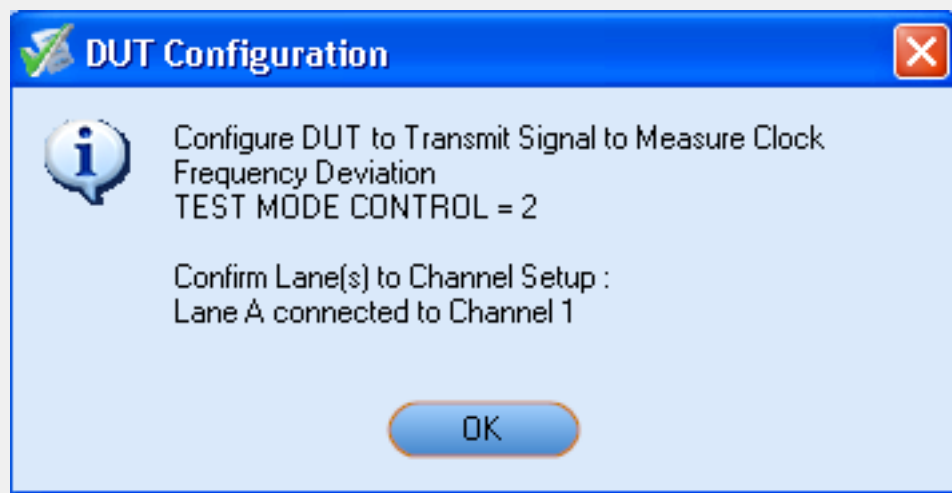 DUT Configuration
Configure DUT to Transmit Signal to Measure Clock
Frequency Deviation
TEST MODE CONTROL = 2
Confirm Lane(s) to Channel Setup :
Lane A connected to Channel 1
OK